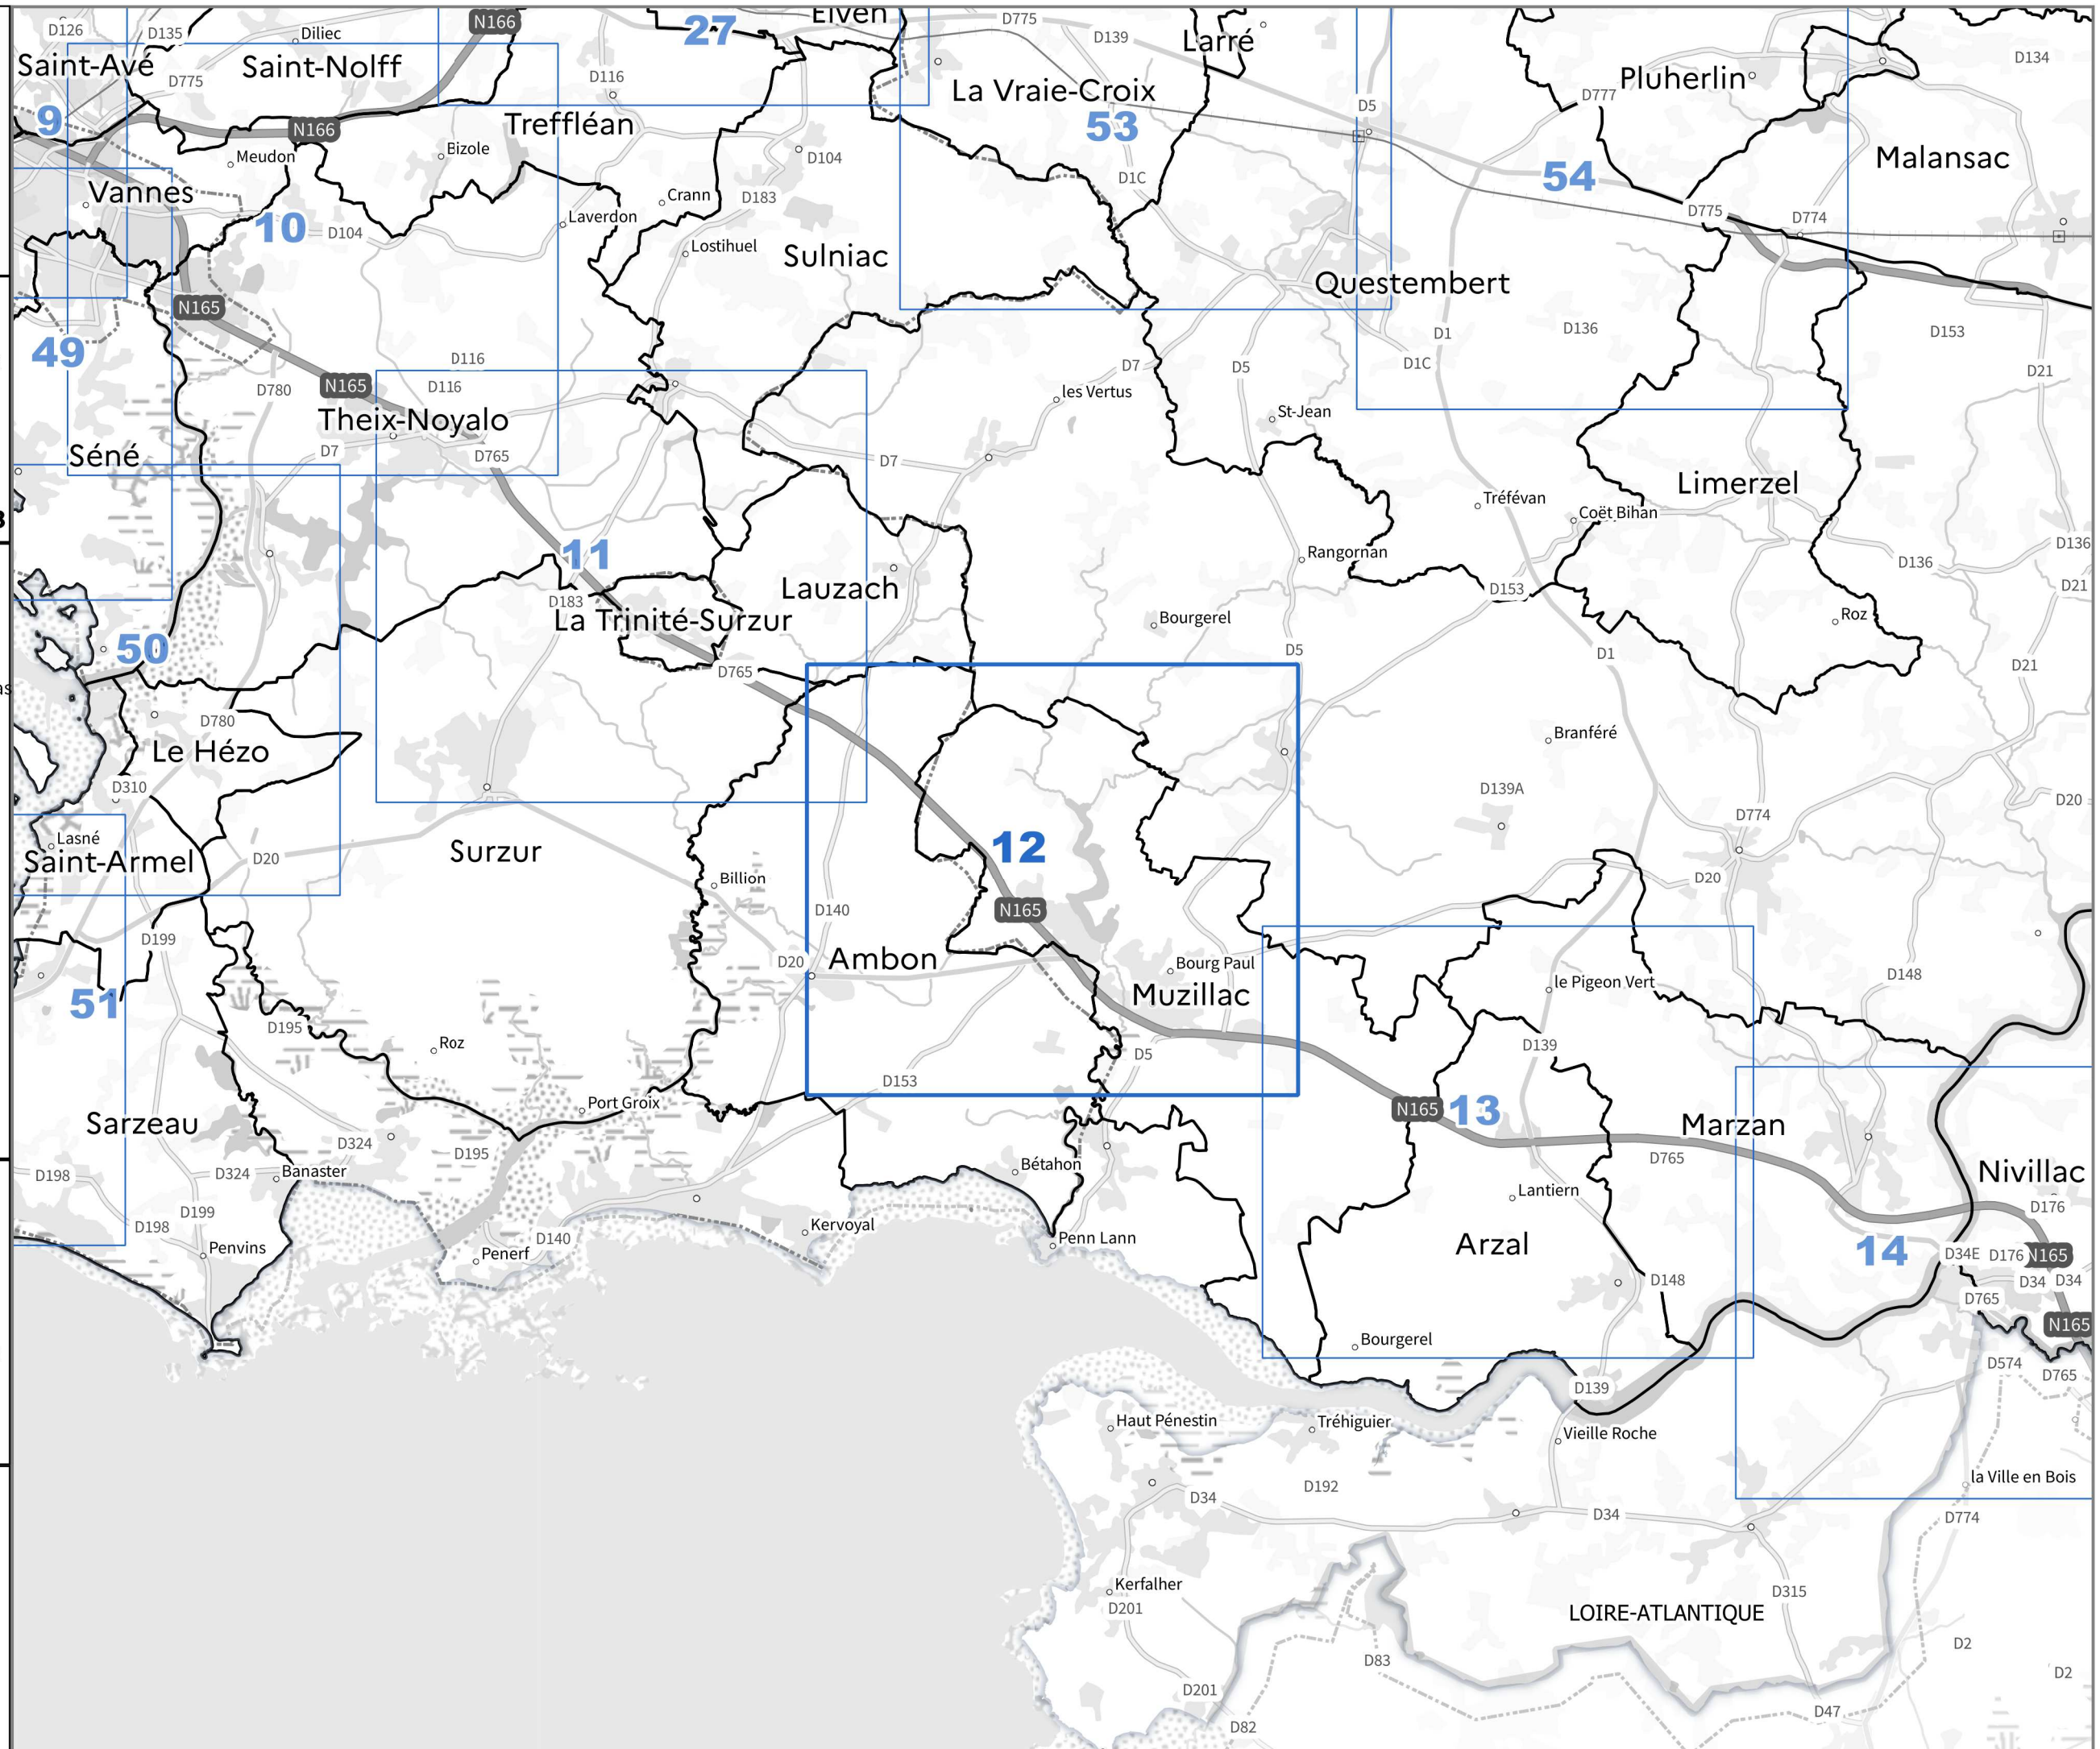 D126
D135
Diliec
N166
27
Elven
D775
D139
Larré
D134
Saint-Avé
Saint-Nolff
D775
D116
La Vraie-Croix
Pluherlin
D777
9
N166
Treffléan
53
D5
Meudon
Bizole
D104
Malansac
Vannes
Crann
D183
D1C
54
10
D104
Laverdon
Lostihuel
Sulniac
D775
D774
N165
Questembert
49
D116
D7
D5
D1
D1C
D136
D153
D21
D780
N165
D116
les Vertus
Theix-Noyalo
St-Jean
Séné
D7
D765
D7
Limerzel
Tréfévan
Coët Bihan
11
Rangornan
D136
D136
Lauzach
D153
D21
D183
La Trinité-Surzur
Bourgerel
Roz
50
D765
D5
D1
D21
D780
Le Hézo
Branféré
D310
D139A
D20
Lasné
D774
Saint-Armel
D20
Surzur
12
Billion
D20
D140
N165
D199
D20
Ambon
Bourg Paul
D148
51
Muzillac
le Pigeon Vert
D195
Roz
D5
D139
D153
Port Groix
N165
13
Sarzeau
Marzan
D324
D195
D765
D198
D324
Banaster
Bétahon
Nivillac
Lantiern
D176
D199
D198
Penvins
D140
Penerf
Kervoyal
Penn Lann
Arzal
14
D34E
D176
N165
D148
D34
D34
D765
N165
Bourgerel
D574
D765
D139
Haut Pénestin
Tréhiguier
Vieille Roche
la Ville en Bois
D34
D192
D34
D774
Kerfalher
D201
D315
LOIRE-ATLANTIQUE
D2
D83
D2
D201
D47
D82